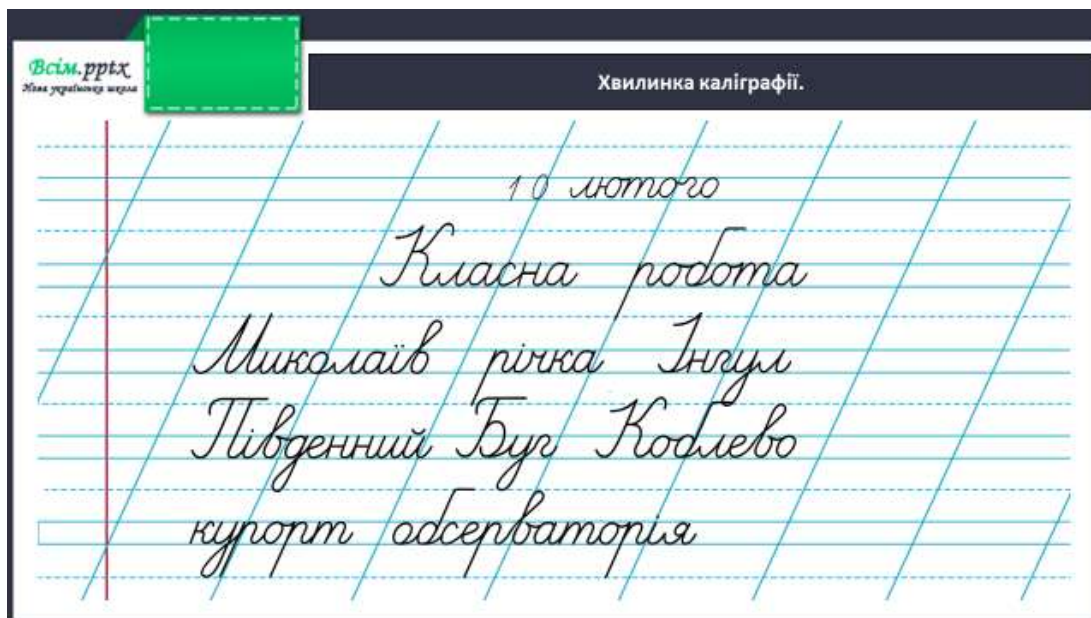 Всім.pptx
Нова українська школа
Хвилинка каліграфії.
10 лютого
Класна робота
Миколаїв річка Інгул
Південний Буг Коблево
курорт обсерваторія